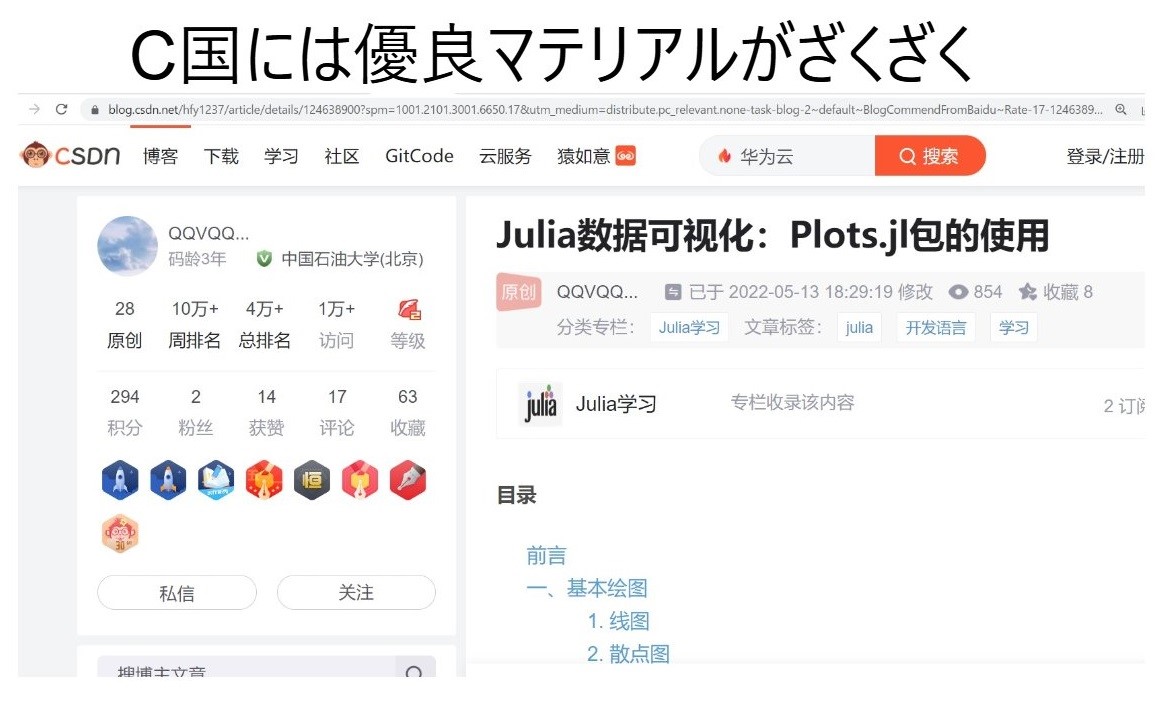 C国には優良マテリアルがざくざく
blog.csdn.net/hfy1237/article/details/124638900?spm=1001.2101.3001.6650.17&utm_medium=distribute.pc_relevant.none-task-blog-2~default~BlogCommendFromBaidu~Rate-17-1246389...
CSDN 博客 下载 学习 社区 GitCode 云服务 猿如意 华为云 搜索 登录/注册
QQVQQ...
码龄3年 中国石油大学(北京)
28 10万+ 4万+ 1万+
原创 周排名 总排名 访问 等级
294 2 14 17 63
积分 粉丝 获赞 评论 收藏
恒
30
私信 关注
搜博主文章
Julia数据可视化：Plots.jl包的使用
原创 QQVQQ... 已于 2022-05-13 18:29:19 修改 854 收藏 8
分类专栏： Julia学习 文章标签： julia 开发语言 学习
julia Julia学习 专栏收录该内容 2 订阅
目录
前言
一、基本绘图
1. 线图
2. 散点图